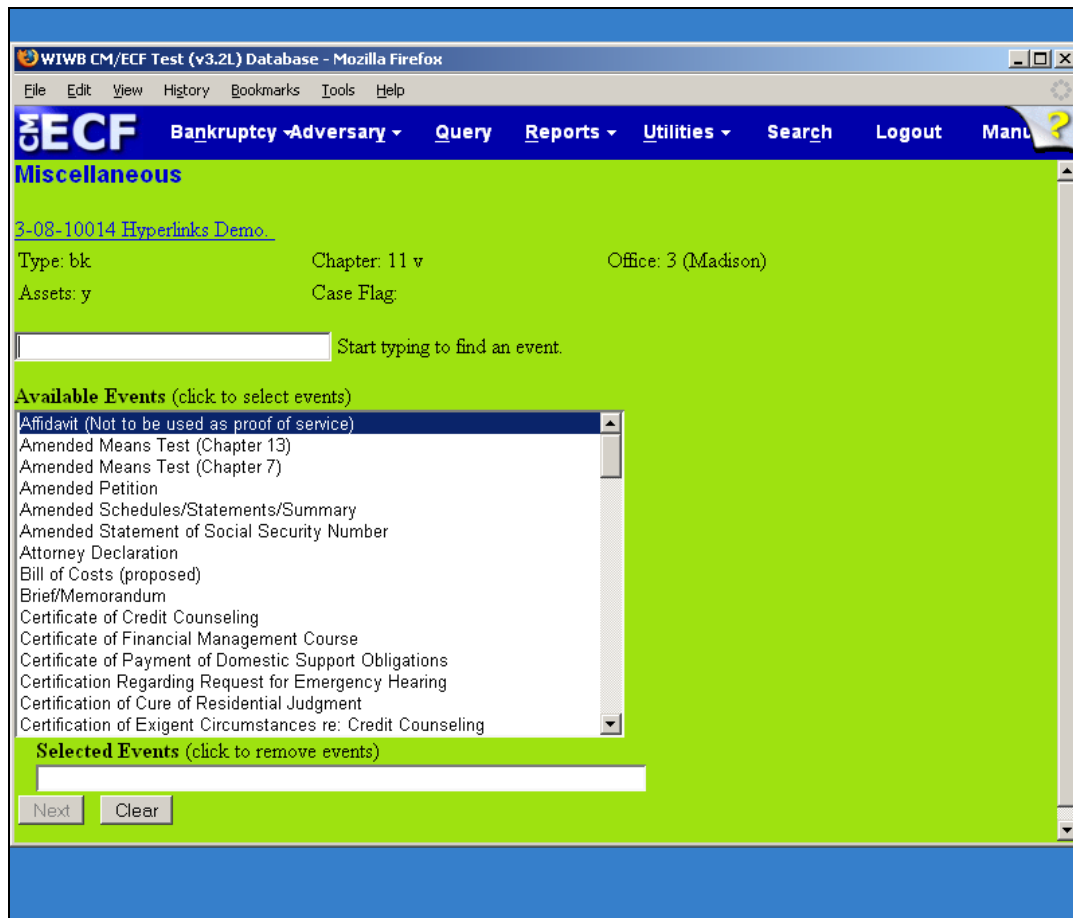 WIWB CM/ECF Test (v3.2L) Database - Mozilla Firefox
File Edit View History Bookmarks Tools Help
CM ECF Bankruptcy Adversary Query Reports Utilities Search Logout Manu ?
Miscellaneous
3-08-10014 Hyperlinks Demo.
Type: bk Chapter: 11 v Office: 3 (Madison)
Assets: y Case Flag:
Start typing to find an event.
Available Events (click to select events)
Affidavit (Not to be used as proof of service)
Amended Means Test (Chapter 13)
Amended Means Test (Chapter 7)
Amended Petition
Amended Schedules/Statements/Summary
Amended Statement of Social Security Number
Attorney Declaration
Bill of Costs (proposed)
Brief/Memorandum
Certificate of Credit Counseling
Certificate of Financial Management Course
Certificate of Payment of Domestic Support Obligations
Certification Regarding Request for Emergency Hearing
Certification of Cure of Residential Judgment
Certification of Exigent Circumstances re: Credit Counseling
Selected Events (click to remove events)
Next Clear